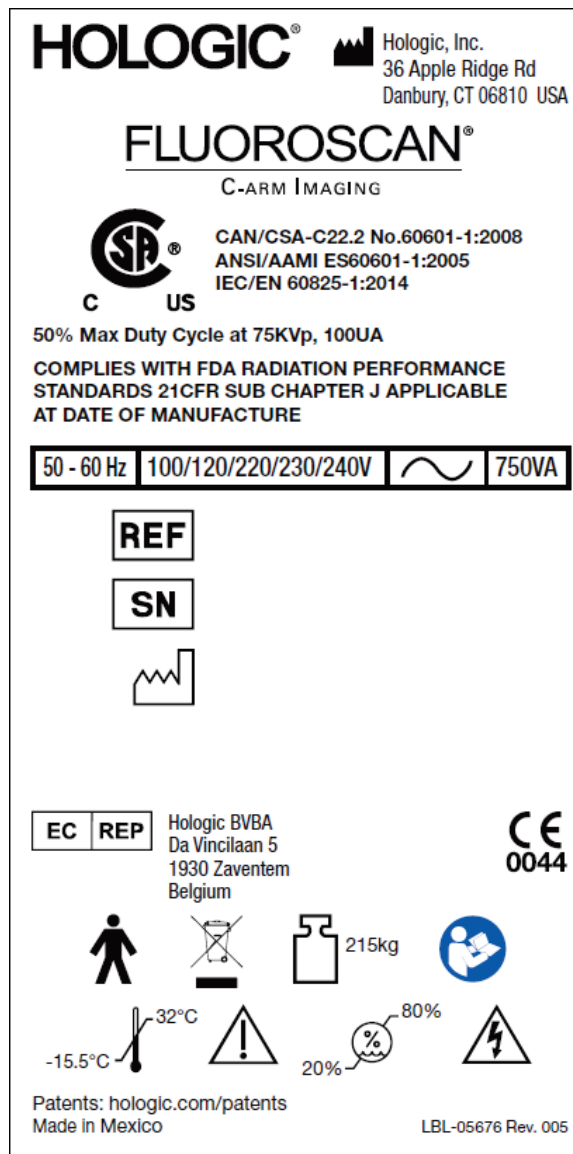 HOLOGIC®
Hologic, Inc.
36 Apple Ridge Rd
Danbury, CT 06810 USA
FLUOROSCAN®
C-ARM IMAGING
CSA ®
C US
CAN/CSA-C22.2 No.60601-1:2008
ANSI/AAMI ES60601-1:2005
IEC/EN 60825-1:2014
50% Max Duty Cycle at 75KVp, 100UA
COMPLIES WITH FDA RADIATION PERFORMANCE
STANDARDS 21CFR SUB CHAPTER J APPLICABLE
AT DATE OF MANUFACTURE
50 - 60 Hz 100/120/220/230/240V 750VA
REF
SN
EC REP
Hologic BVBA
Da Vincilaan 5
1930 Zaventem
Belgium
CE
0044
215kg
32°C
-15.5°C
80%
%
20%
Patents: hologic.com/patents
Made in Mexico
LBL-05676 Rev. 005